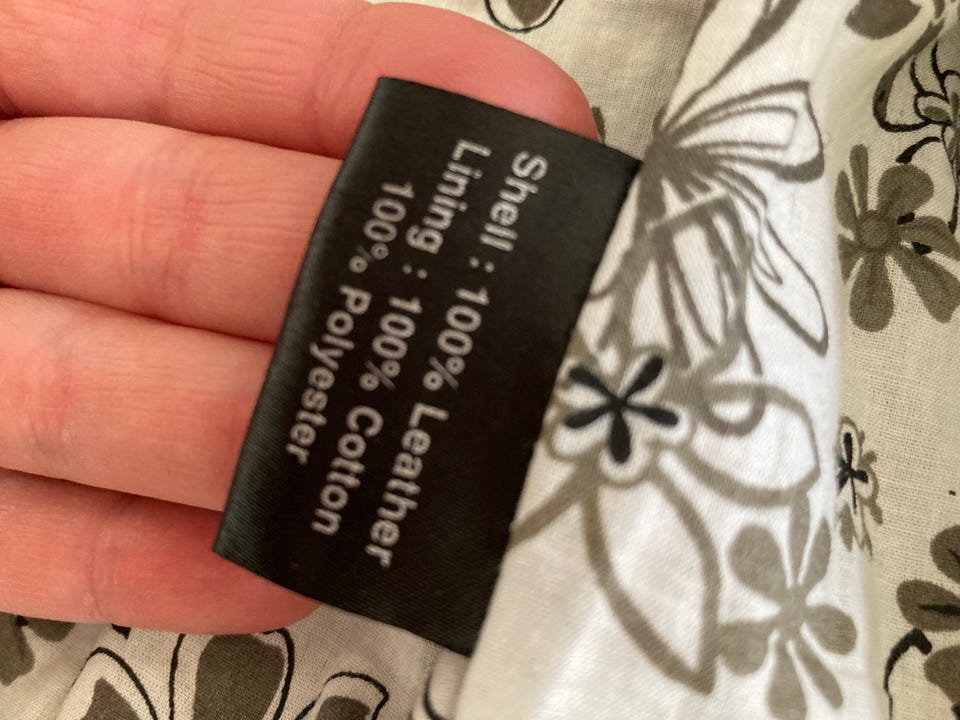 Shell : 100% Leather
Lining : 100% Cotton
100% Polyester